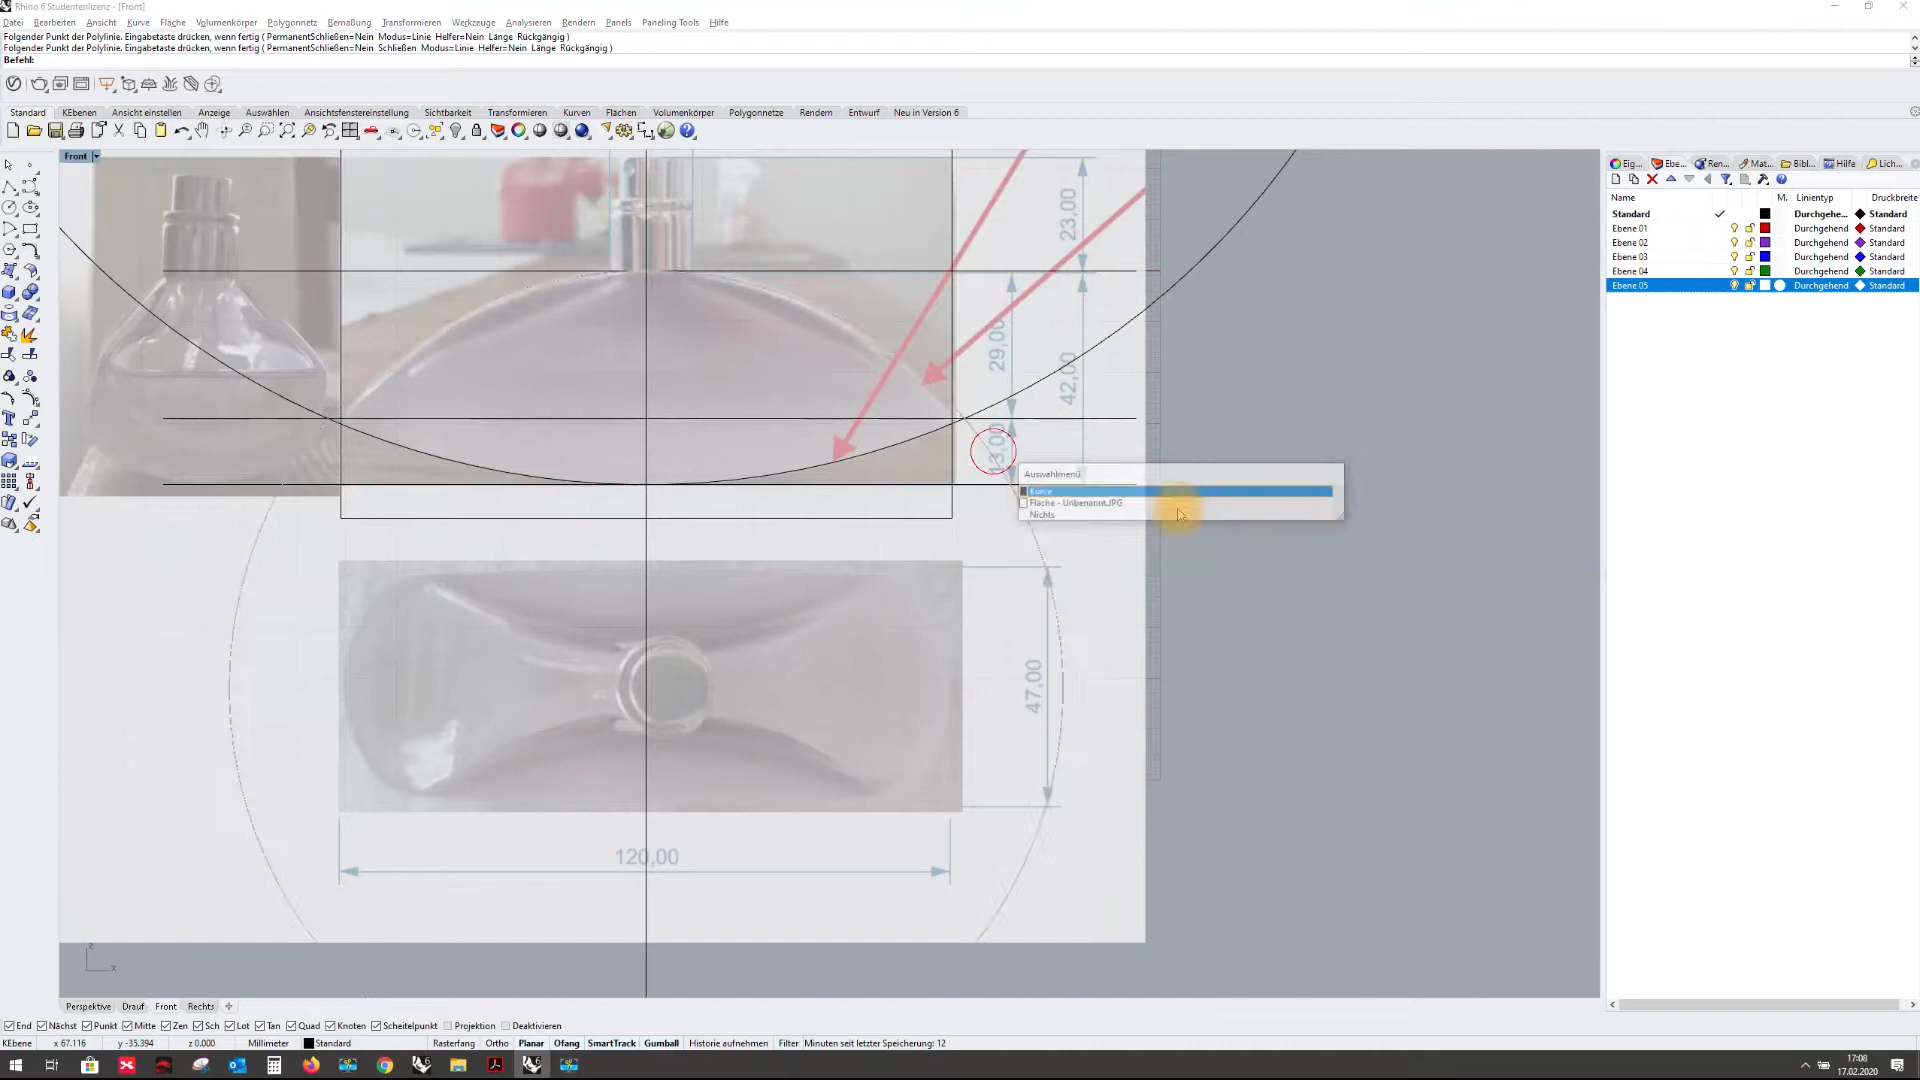 Rhino 6 Studentenlizenz - [Front]
Datei Bearbeiten Ansicht Kurve Fläche Volumenkörper Polygonnetz Bemaßung Transformieren Werkzeuge Analysieren Rendern Panels Paneling Tools Hilfe
Folgender Punkt der Polylinie. Eingabetaste drücken, wenn fertig ( PermanentSchließen=Nein Modus=Linie Helfer=Nein Länge Rückgängig )
Folgender Punkt der Polylinie. Eingabetaste drücken, wenn fertig ( PermanentSchließen=Nein Schließen Modus=Linie Helfer=Nein Länge Rückgängig )
Befehl:
Standard KEbenen Ansicht einstellen Anzeige Auswählen Ansichtsfenstereinstellung Sichtbarkeit Transformieren Kurven Flächen Volumenkörper Polygonnetze Rendern Entwurf Neu in Version 6
Front
Eig... Ebe... Ren... Mat... Bibl... Hilfe Lich...
Name M. Linientyp Druckbreite
Standard Durchgehe... Standard
Ebene 01 Durchgehend Standard
Ebene 02 Durchgehend Standard
Ebene 03 Durchgehend Standard
Ebene 04 Durchgehend Standard
Ebene 05 Durchgehend Standard
23,00
29,00
42,00
13,00
Auswahlmenü
Kurve
Fläche - Unbenannt.JPG
Nichts
47,00
120,00
z
x
Perspektive Drauf Front Rechts
End Nächst Punkt Mitte Zen Sch Lot Tan Quad Knoten Scheitelpunkt Projektion Deaktivieren
KEbene x 67.116 y -35.394 z 0.000 Millimeter Standard Rasterfang Ortho Planar Ofang SmartTrack Gumball Historie aufnehmen Filter Minuten seit letzter Speicherung: 12
17:08
17.02.2020